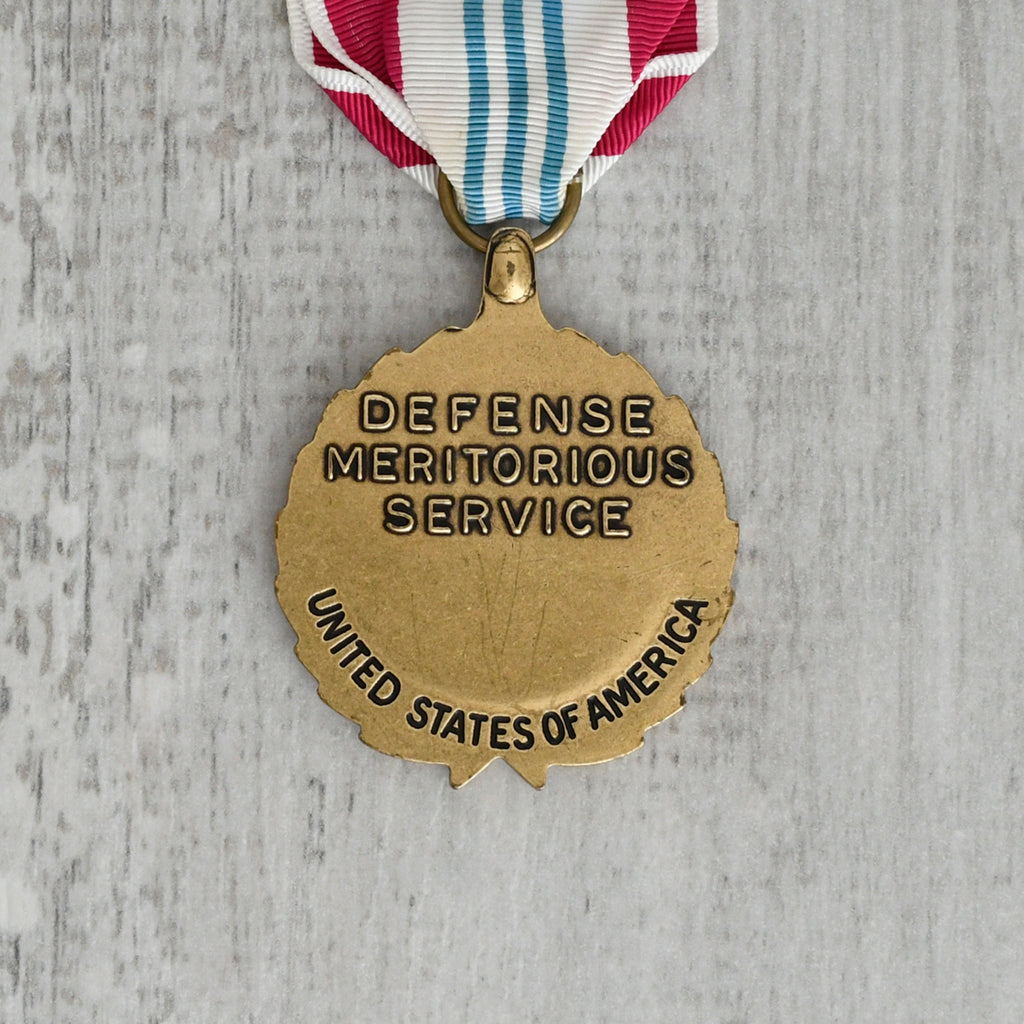 DEFENSE
MERITORIOUS
SERVICE
UNITED STATES OF AMERICA